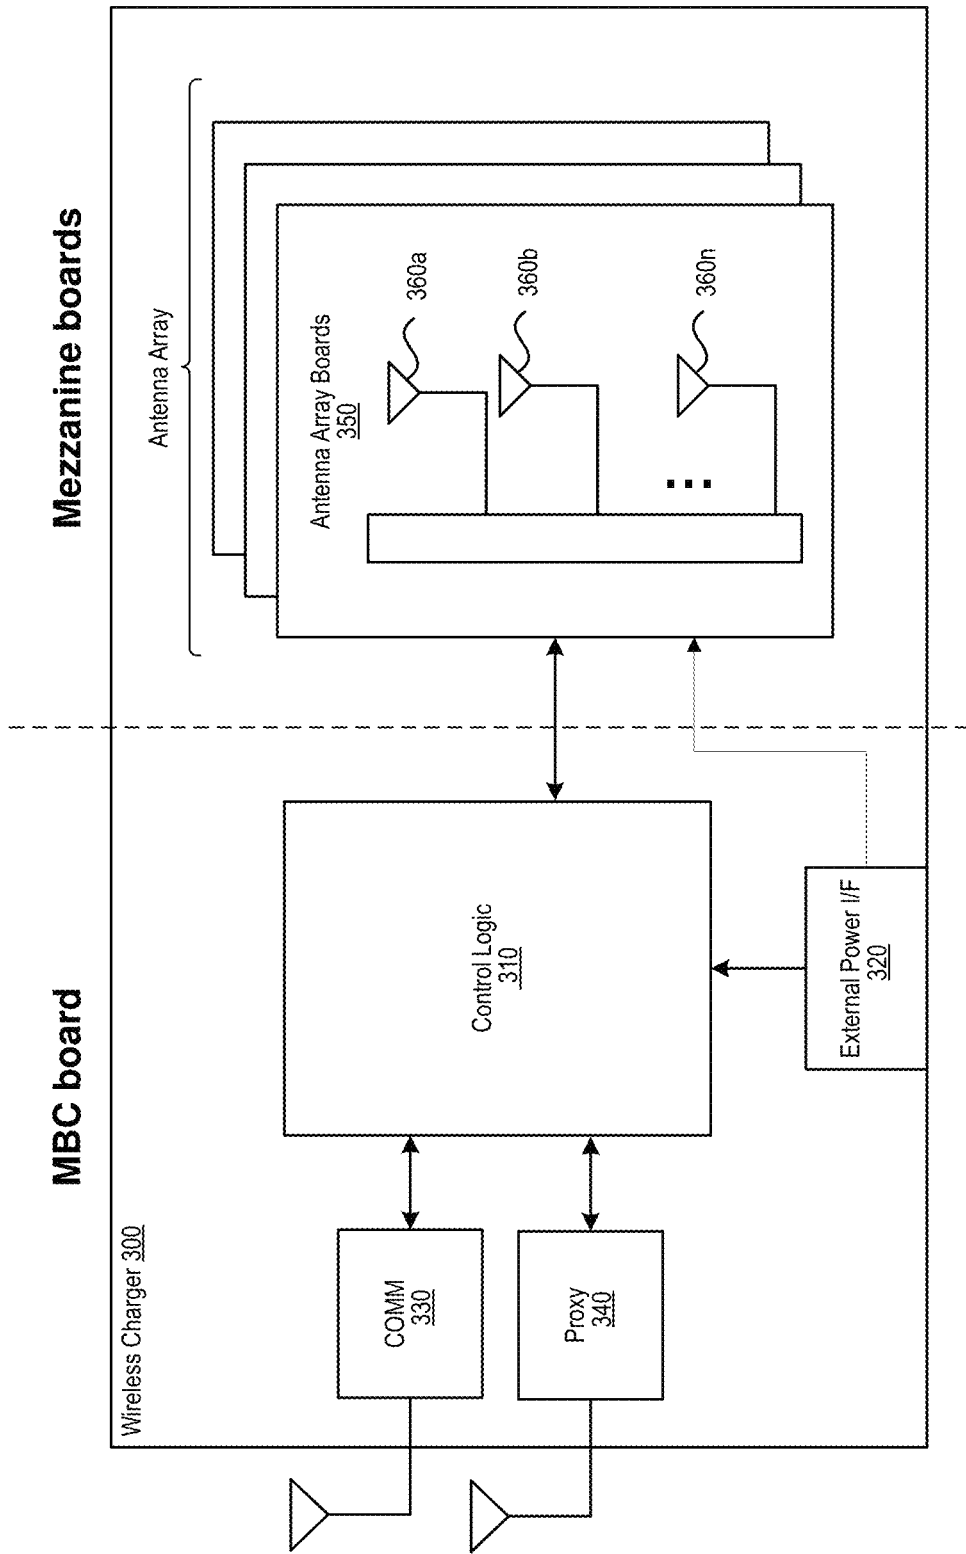 MBC board
Mezzanine boards
Wireless Charger 300
Antenna Array
COMM
330
Proxy
340
Control Logic
310
External Power I/F
320
Antenna Array Boards
350
360a
360b
360n